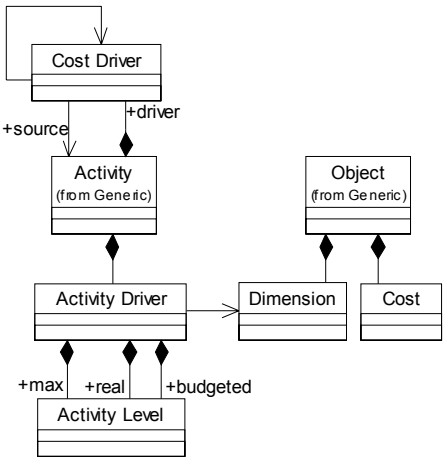 Cost Driver
+driver
+source
Activity
(from Generic)
Object
(from Generic)
Activity Driver
Dimension
Cost
+max
+real
+budgeted
Activity Level